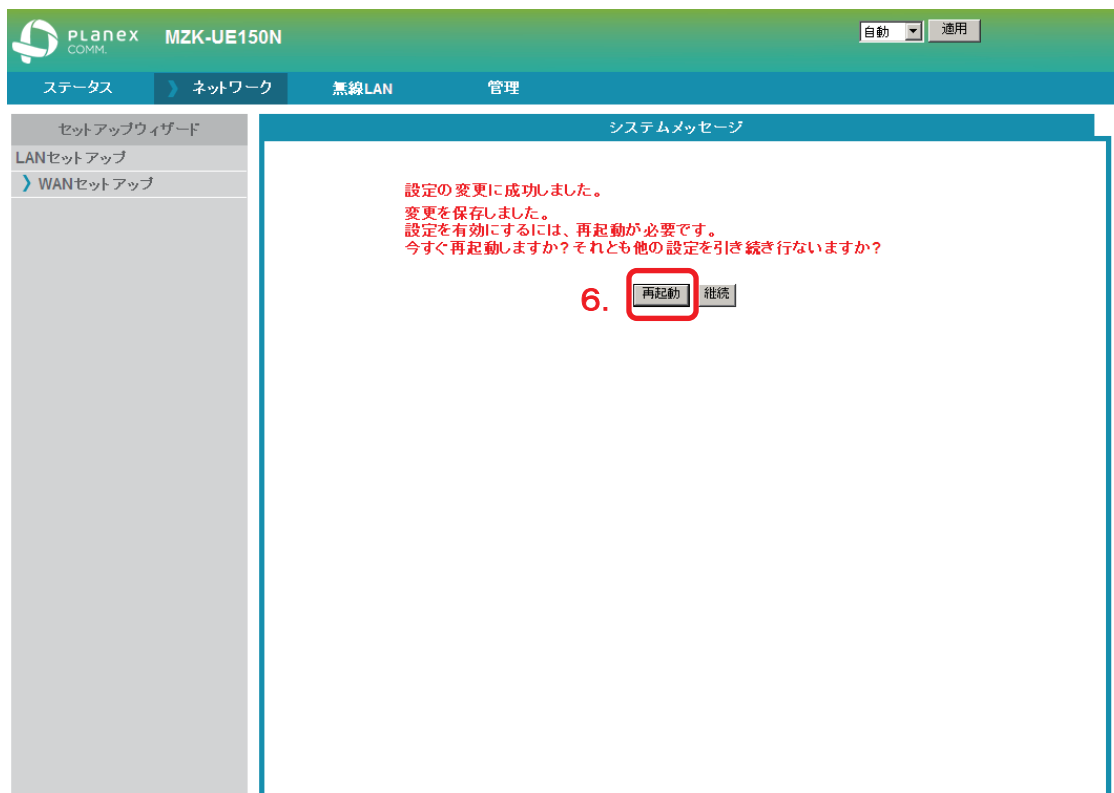 PLanex COMM. MZK-UE150N 自動 適用
ステータス 》 ネットワーク 無線LAN 管理
セットアップウィザード
LANセットアップ
》 WANセットアップ
システムメッセージ
設定の変更に成功しました。
変更を保存しました。
設定を有効にするには、再起動が必要です。
今すぐ再起動しますか?それとも他の設定を引き続き行ないますか?
6. 再起動 継続